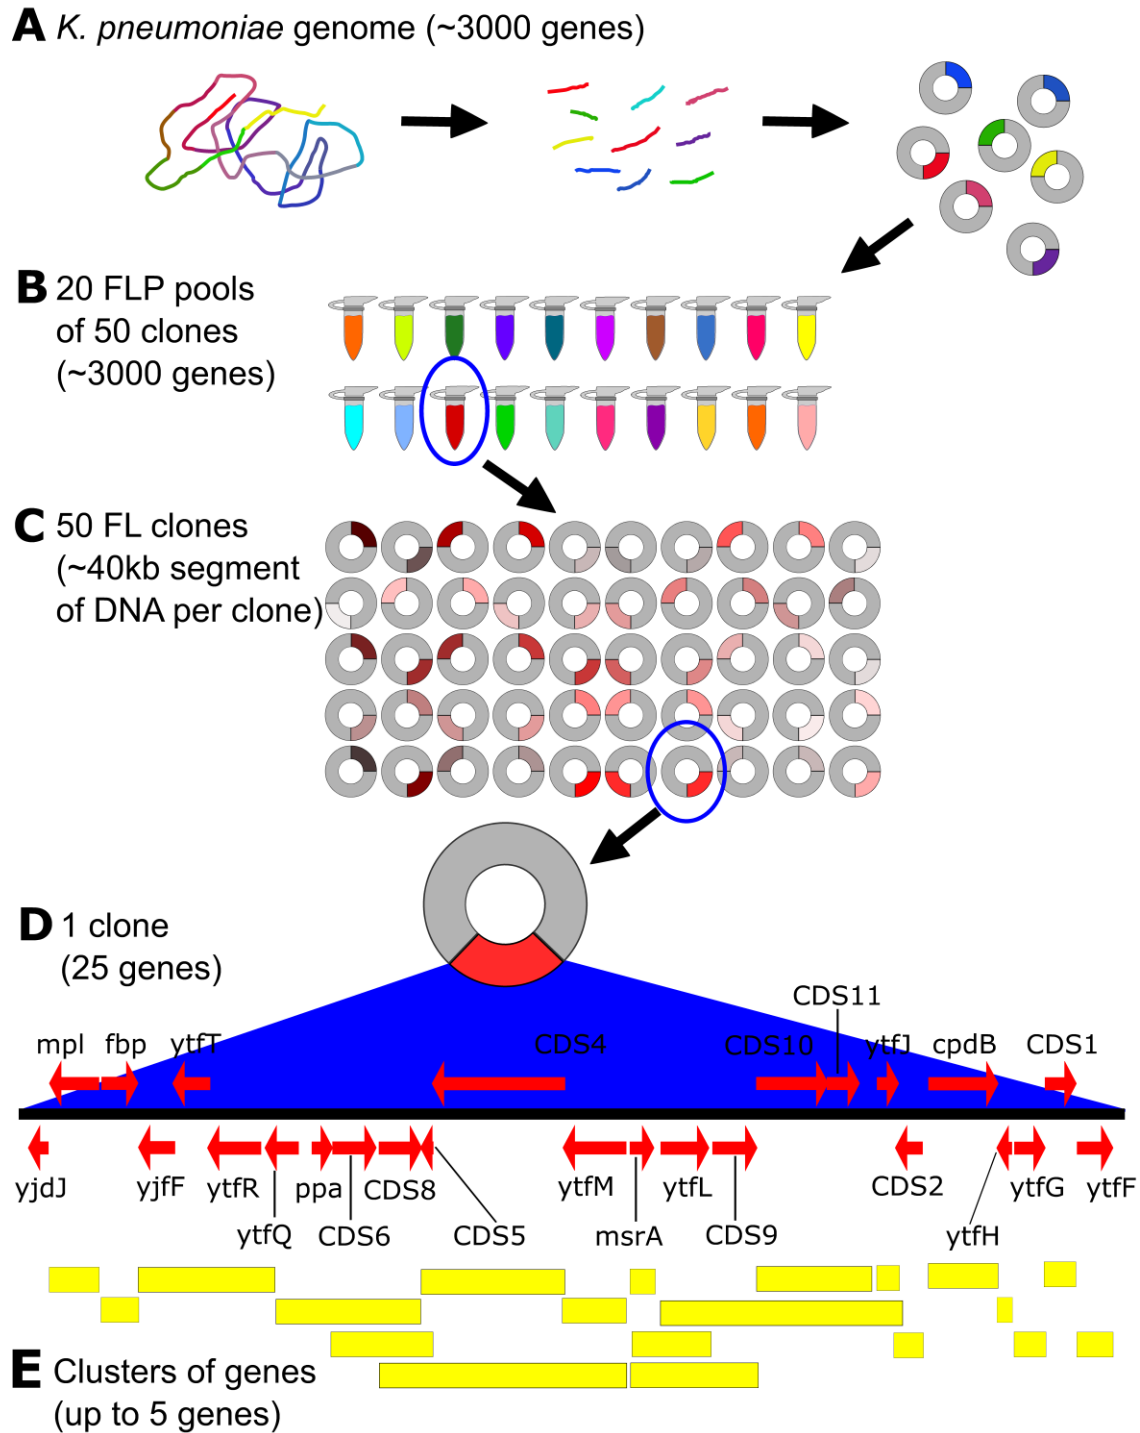 A K. pneumoniae genome (~3000 genes)
B 20 FLP pools
of 50 clones
(~3000 genes)
C 50 FL clones
(~40kb segment
of DNA per clone)
D 1 clone
(25 genes)
CDS11
mpl fbp ytfT CDS4 CDS10 ytfJ cpdB CDS1
yjdJ yjfF ytfR ppa CDS8 ytfM ytfL CDS2 ytfG ytfF
ytfQ CDS6 CDS5 msrA CDS9 ytfH
E Clusters of genes
(up to 5 genes)